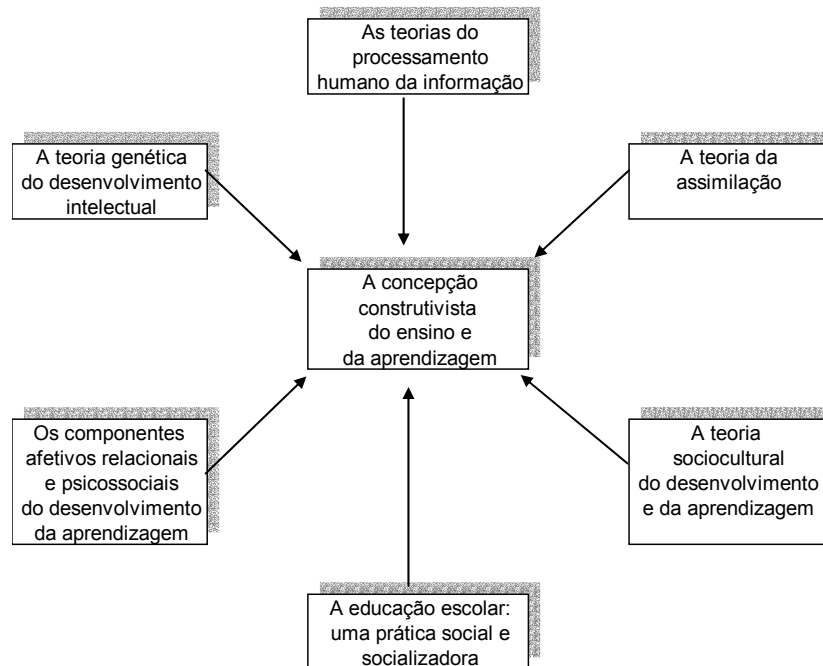 As teorias do
processamento
humano da informação
A teoria genética
do desenvolvimento
intelectual
A teoria da
assimilação
A concepção
construtivista
do ensino e
da aprendizagem
Os componentes
afetivos relacionais
e psicossociais
do desenvolvimento
da aprendizagem
A teoria
sociocultural
do desenvolvimento
e da aprendizagem
A educação escolar:
uma prática social e
socializadora